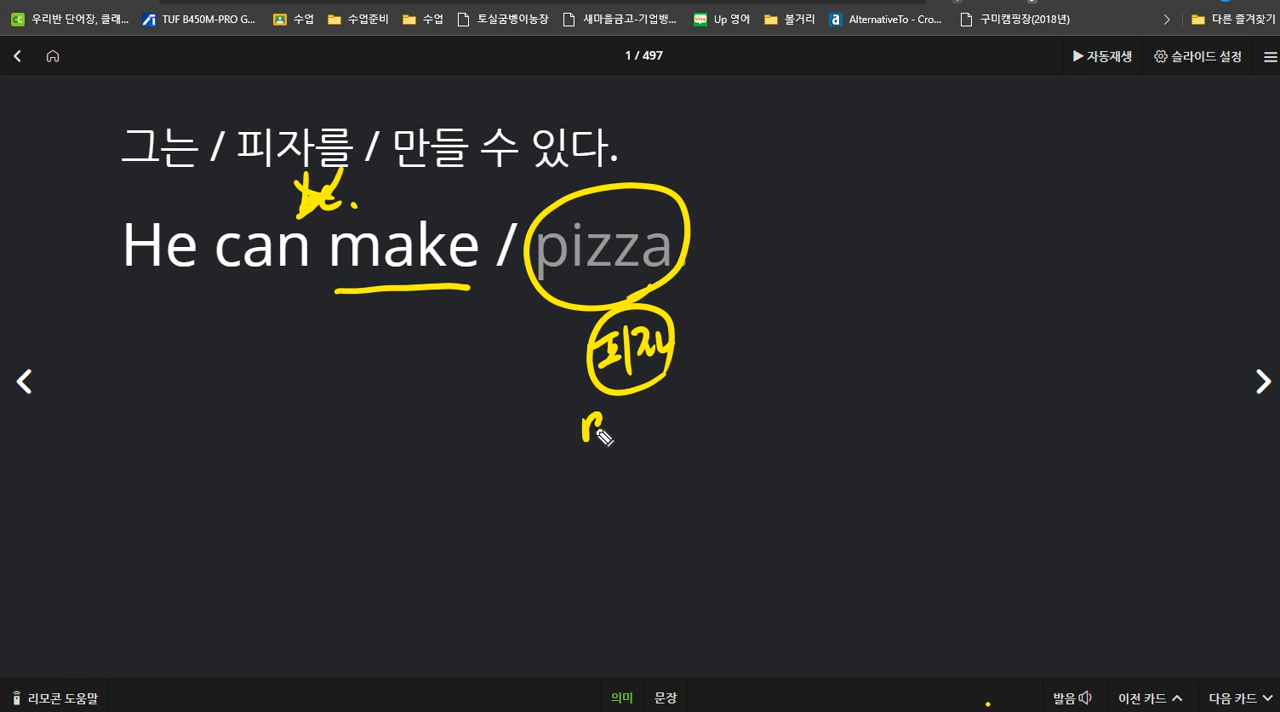 우리반 단어장, 클래... TUF B450M-PRO G... 수업 수업준비 수업 토실굼벵이농장 새마을금고-기업뱅... Up 영어 볼거리 AlternativeTo - Cro... 구미캠핑장(2018년) 다른 즐겨찾기
1 / 497 자동재생 슬라이드 설정
그는 / 피자를 / 만들 수 있다.
He can make / pizza
피자
리모콘 도움말 의미 문장 발음 이전 카드 다음 카드